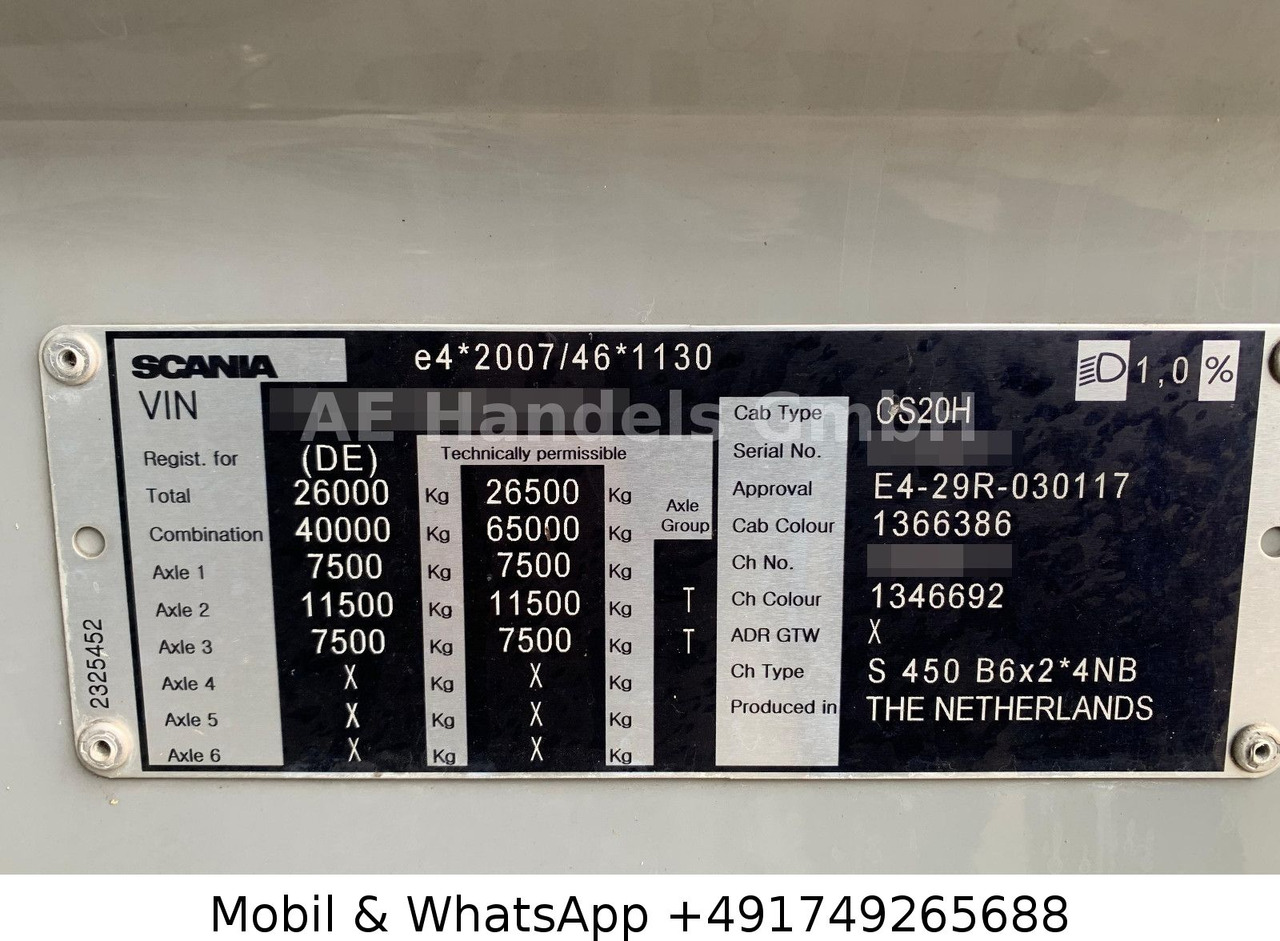 SCANIA e4*2007/46*1130 1,0 %
VIN
AE Handels GmbH
Regist. for (DE) Technically permissible
Total 26000 Kg 26500 Kg
Axle Group
Combination 40000 Kg 65000 Kg
Axle 1 7500 Kg 7500 Kg
Axle 2 11500 Kg 11500 Kg T
Axle 3 7500 Kg 7500 Kg T
Axle 4 X Kg X Kg
Axle 5 X Kg X Kg
Axle 6 X Kg X Kg
Cab Type CS20H
Serial No.
Approval E4-29R-030117
Cab Colour 1366386
Ch No.
Ch Colour 1346692
ADR GTW X
Ch Type S 450 B6x2*4NB
Produced in THE NETHERLANDS
2325452
Mobil & WhatsApp +491749265688